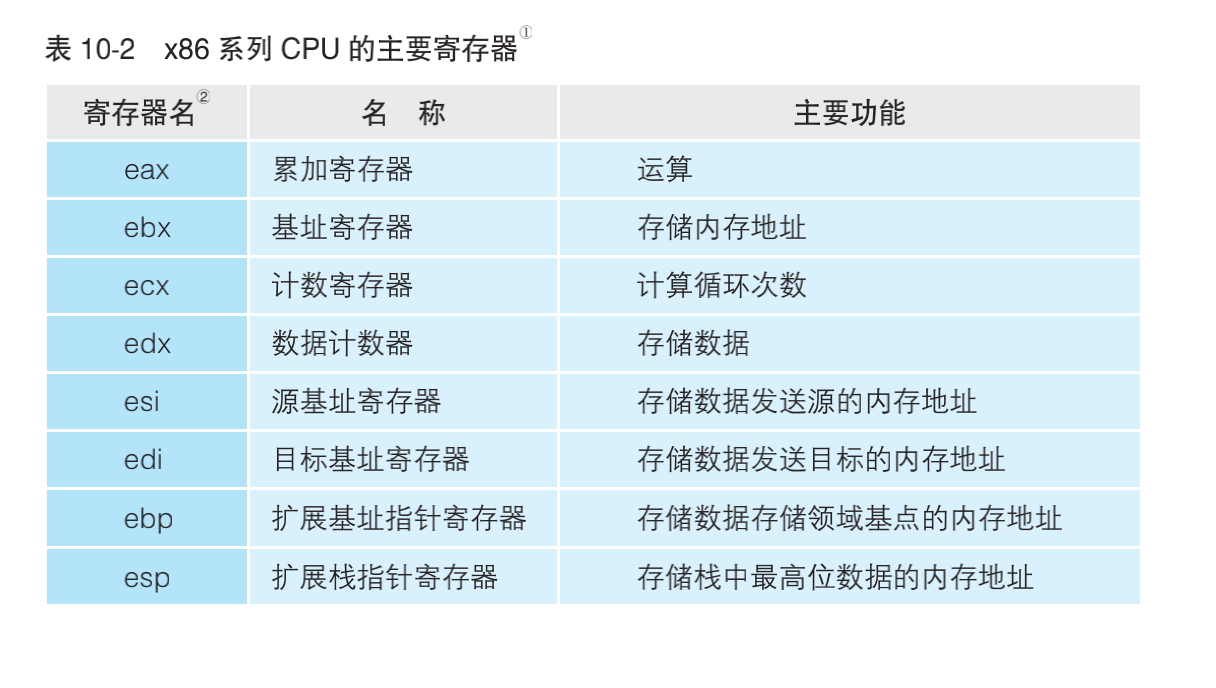 表 10-2 x86 系列 CPU 的主要寄存器①
寄存器名② 名 称 主要功能
eax 累加寄存器 运算
ebx 基址寄存器 存储内存地址
ecx 计数寄存器 计算循环次数
edx 数据计数器 存储数据
esi 源基址寄存器 存储数据发送源的内存地址
edi 目标基址寄存器 存储数据发送目标的内存地址
ebp 扩展基址指针寄存器 存储数据存储领域基点的内存地址
esp 扩展栈指针寄存器 存储栈中最高位数据的内存地址